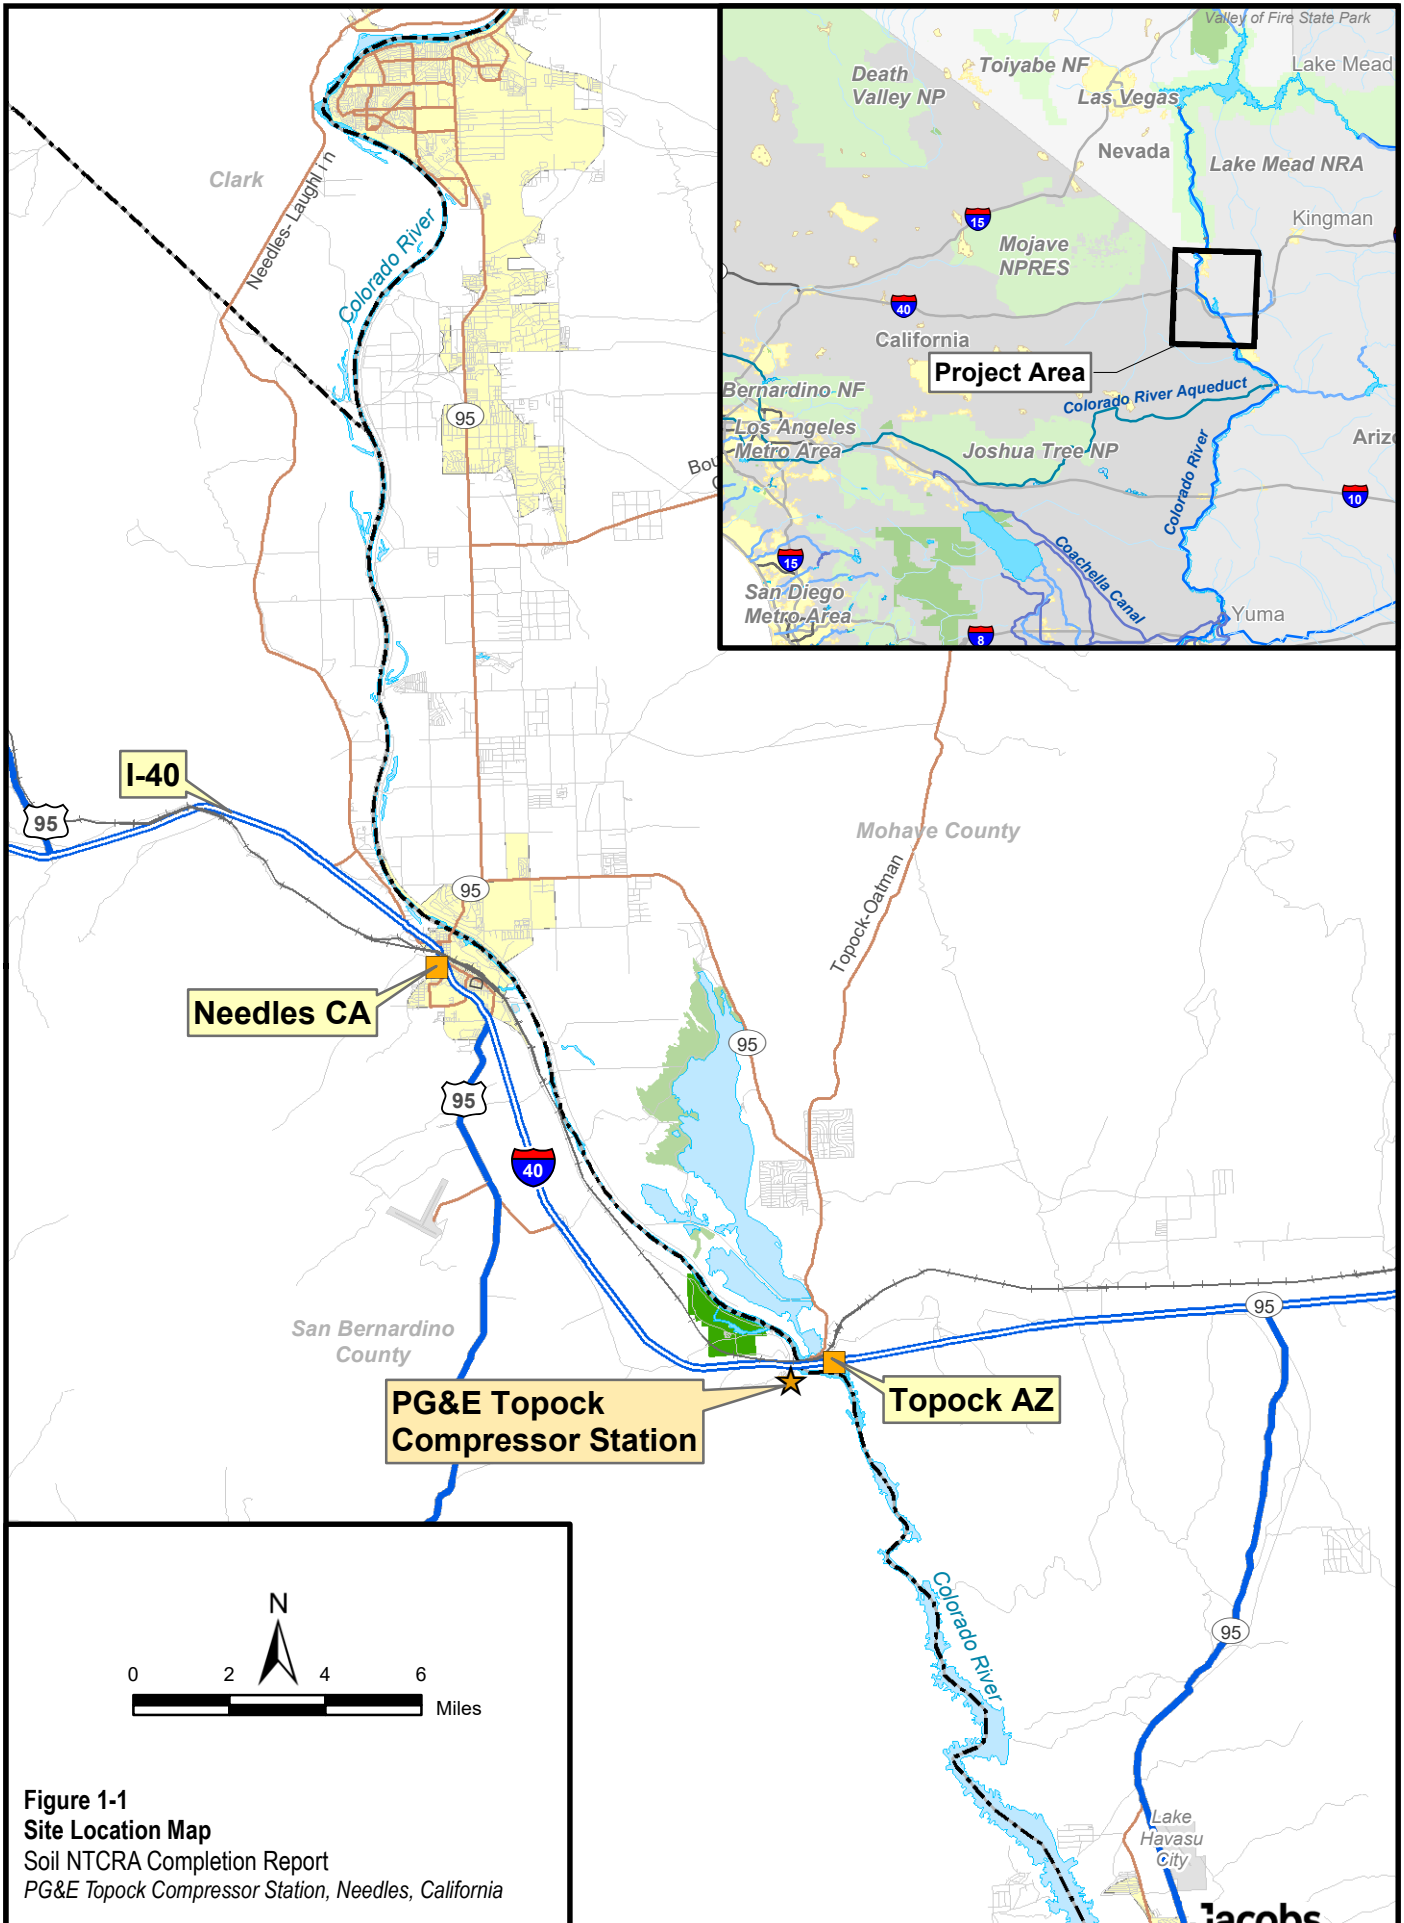 Valley of Fire State Park
Lake Mead
Toiyabe NF
Death
Valley NP
Las Vegas
Nevada
Lake Mead NRA
Kingman
15
Mojave
NPRES
40
California
Project Area
Bernardino NF
Colorado River Aqueduct
Los Angeles
Metro Area
Joshua Tree NP
Colorado River
10
15
Coachella Canal
San Diego
Metro Area
Yuma
8
Clark
Needles- Laughl i n
Colorado River
95
I-40
95
Mohave County
Topock-Oatman
95
Needles CA
95
95
40
San Bernardino
County
95
PG&E Topock
Compressor Station
Topock AZ
Colorado River
95
Lake
Havasu
City
N
0 2 4 6
Miles
Figure 1-1
Site Location Map
Soil NTCRA Completion Report
PG&E Topock Compressor Station, Needles, California
Jacobs